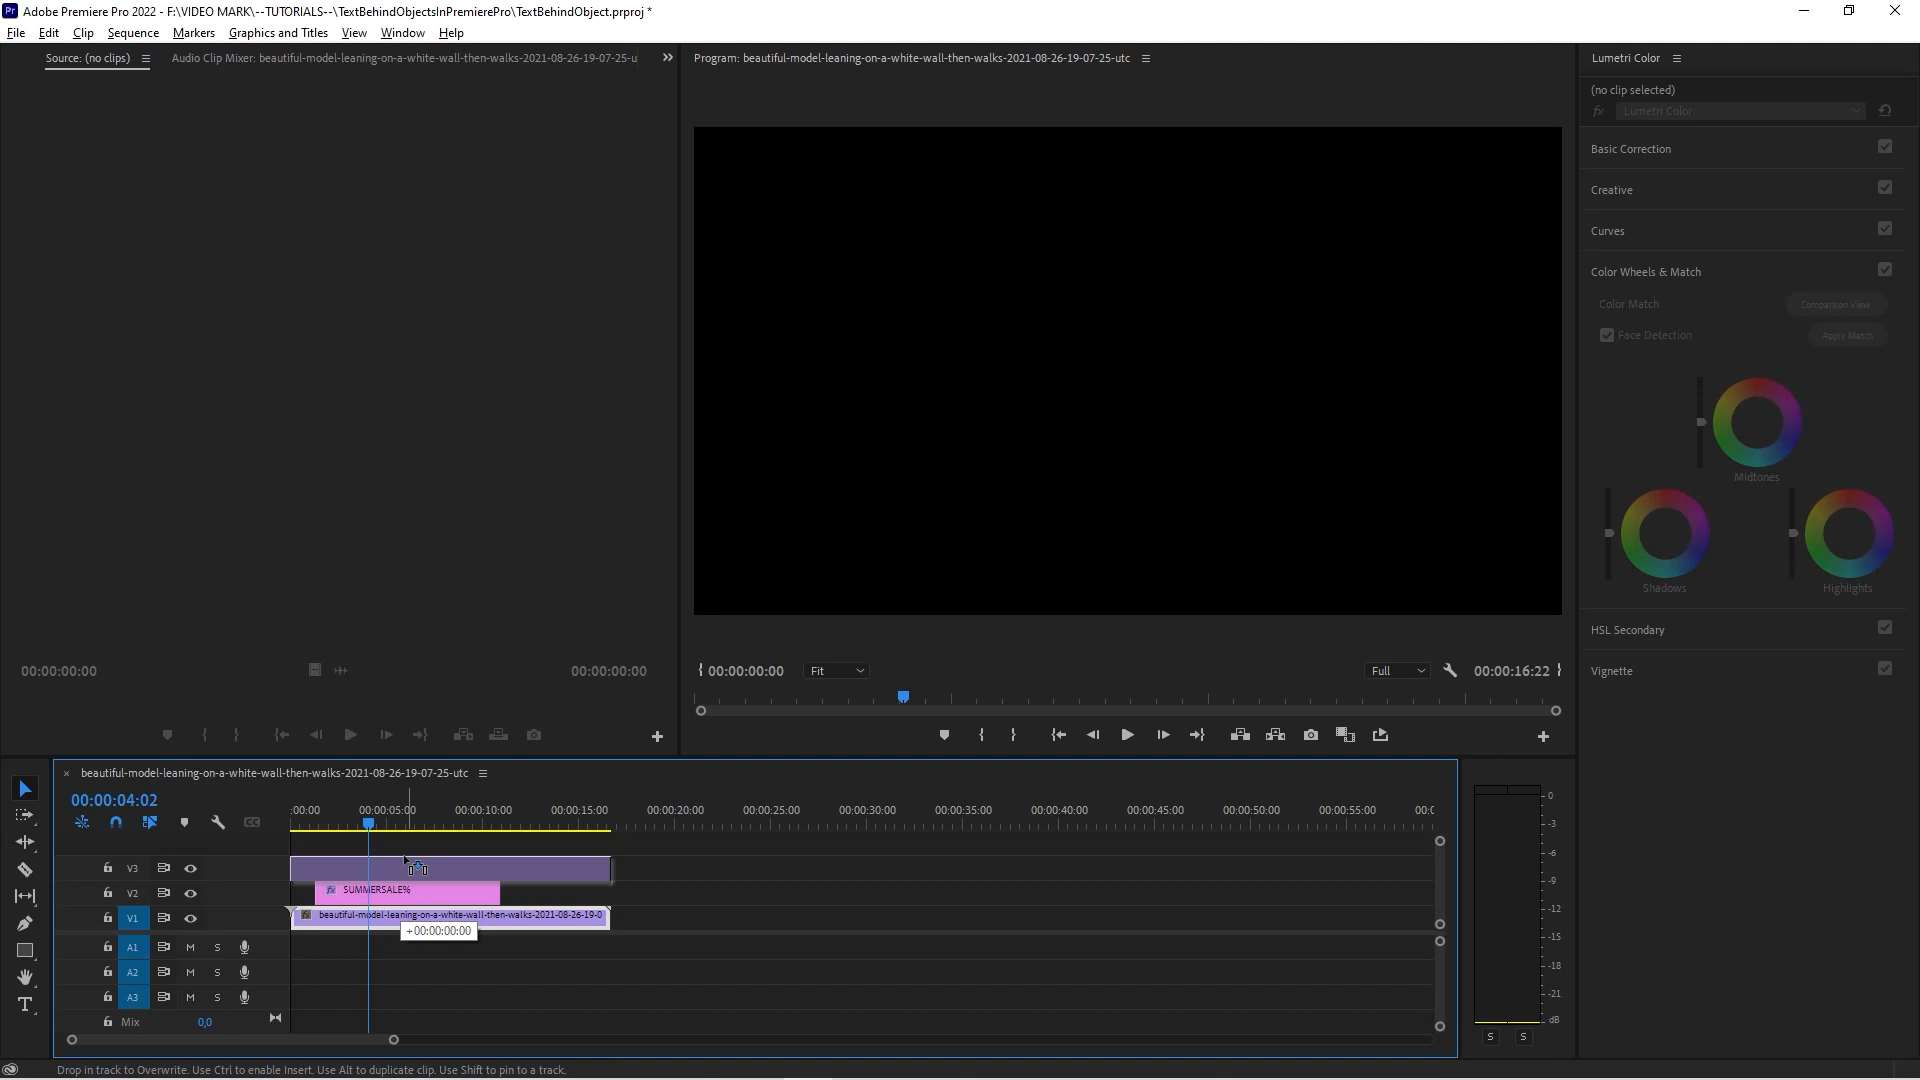 Pr Adobe Premiere Pro 2022 - F:\VIDEO MARK\--TUTORIALS--\TextBehindObjectsInPremierePro\TextBehindObject.prproj *
File Edit Clip Sequence Markers Graphics and Titles View Window Help
Source: (no clips) Audio Clip Mixer: beautiful-model-leaning-on-a-white-wall-then-walks-2021-08-26-19-07-25-u
Program: beautiful-model-leaning-on-a-white-wall-then-walks-2021-08-26-19-07-25-utc
Lumetri Color
(no clip selected)
fx Lumetri Color
Basic Correction
Creative
Curves
Color Wheels & Match
Color Match Comparison View
Face Detection Apply Match
Midtones
Shadows Highlights
HSL Secondary
Vignette
00:00:00:00 00:00:00:00
00:00:00:00 Fit Full 00:00:16:22
beautiful-model-leaning-on-a-white-wall-then-walks-2021-08-26-19-07-25-utc
00:00:04:02
:00:00 00:00:05:00 00:00:10:00 00:00:15:00 00:00:20:00 00:00:25:00 00:00:30:00 00:00:35:00 00:00:40:00 00:00:45:00 00:00:50:00 00:00:55:00 00:0
CC
V3
V2 fx SUMMERSALE%
V1 fx beautiful-model-leaning-on-a-white-wall-then-walks-2021-08-26-19-0
+00:00:00:00
A1 M S
A2 M S
A3 M S
Mix 0,0
0
-3
-6
-9
-12
-15
-18
-21
dB
S S
Drop in track to Overwrite. Use Ctrl to enable Insert. Use Alt to duplicate clip. Use Shift to pin to a track.